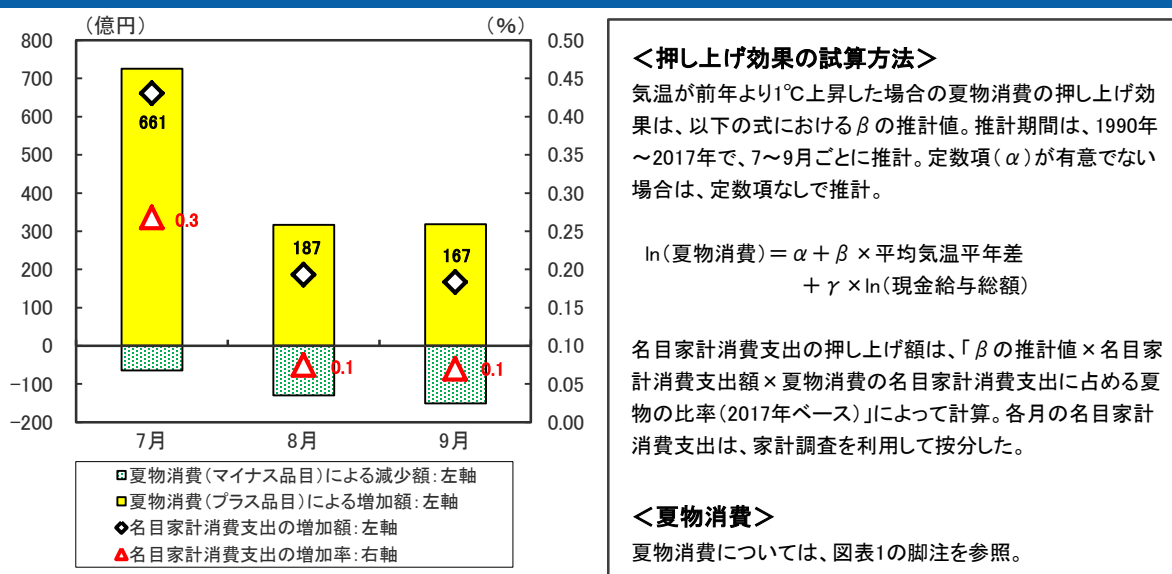 （億円）
（％）
800
700
600
500
400
300
200
100
0
−100
−200
0.50
0.45
0.40
0.35
0.30
0.25
0.20
0.15
0.10
0.05
0.00
661
187
167
0.3
0.1
0.1
7月
8月
9月
夏物消費（マイナス品目）による減少額：左軸
夏物消費（プラス品目）による増加額：左軸
名目家計消費支出の増加額：左軸
名目家計消費支出の増加率：右軸
＜押し上げ効果の試算方法＞
気温が前年より1℃上昇した場合の夏物消費の押し上げ効
果は、以下の式におけるβの推計値。推計期間は、1990年
～2017年で、7～9月ごとに推計。定数項（α）が有意でない
場合は、定数項なしで推計。
ln（夏物消費）＝α＋β×平均気温平年差
＋γ×ln（現金給与総額）
名目家計消費支出の押し上げ額は、「βの推計値×名目家
計消費支出額×夏物消費の名目家計消費支出に占める夏
物の比率（2017年ベース）」によって計算。各月の名目家計
消費支出は、家計調査を利用して按分した。
＜夏物消費＞
夏物消費については、図表1の脚注を参照。